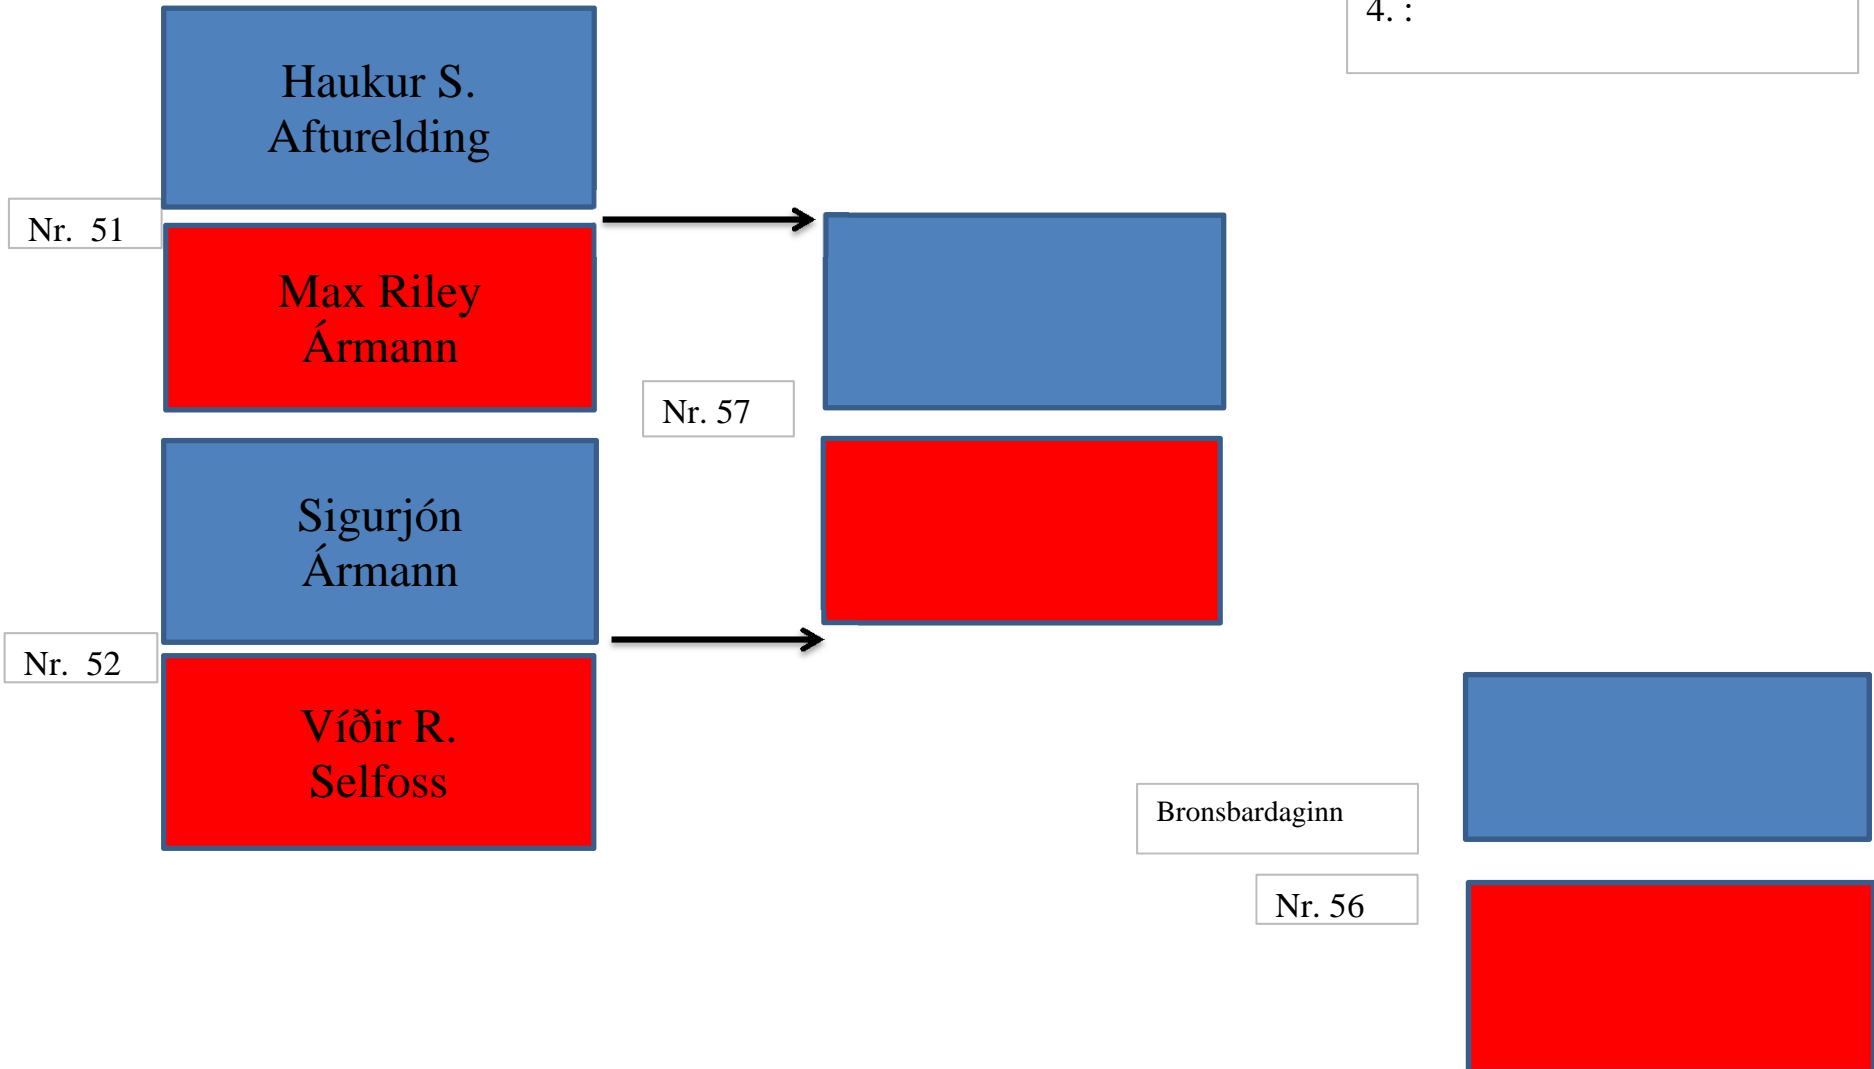 4. :
Haukur S.
Afturelding
Nr. 51
Max Riley
Ármann
Nr. 57
Sigurjón
Ármann
Nr. 52
Víðir R.
Selfoss
Bronsbardaginn
Nr. 56